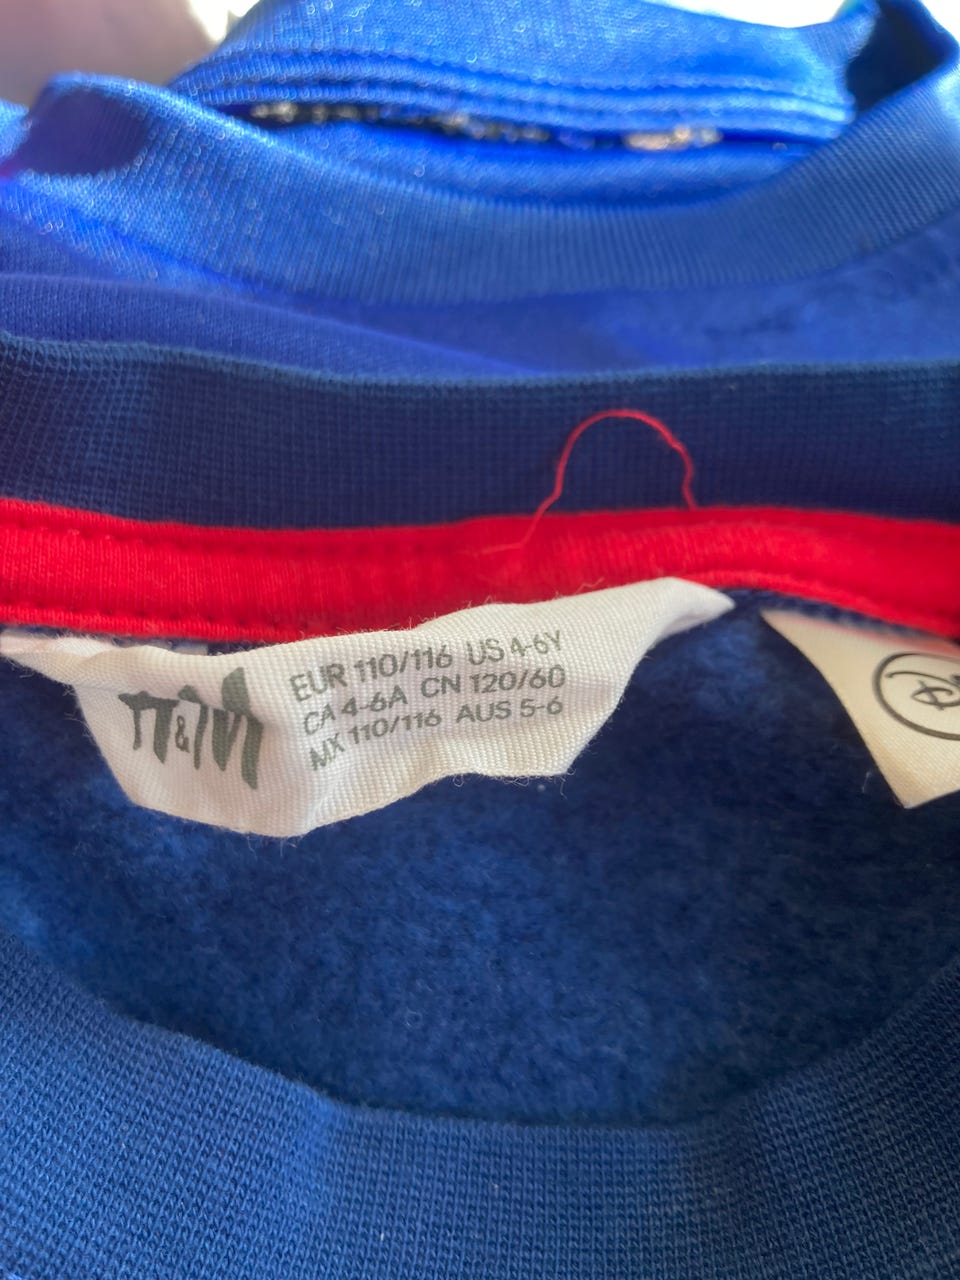 H&M
EUR 110/116 US 4-6Y
CA 4-6A CN 120/60
MX 110/116 AUS 5-6